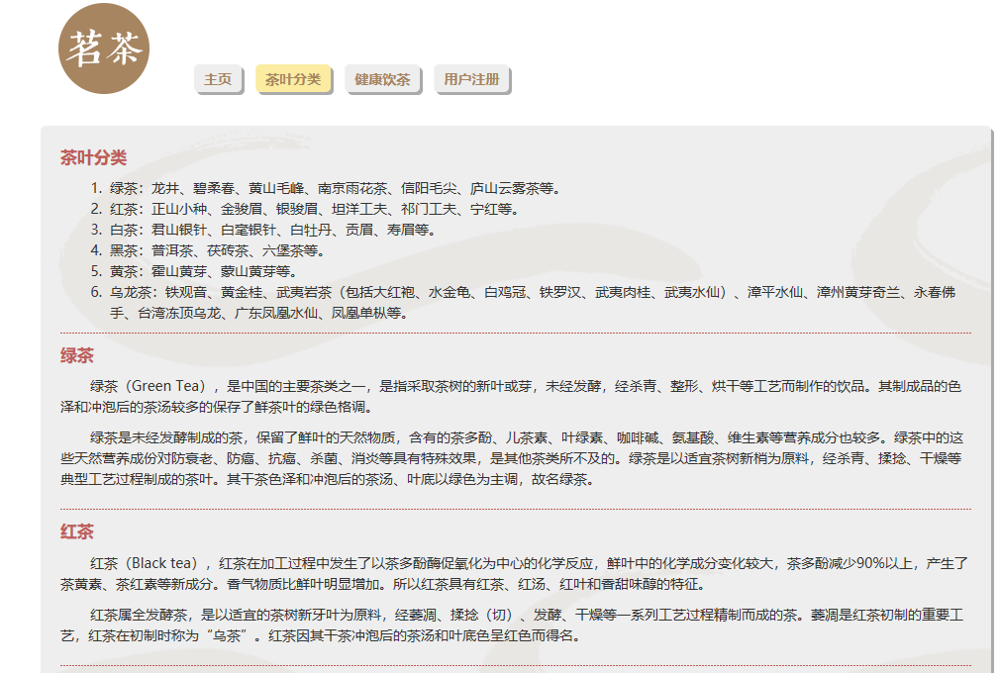 茗茶
主页 茶叶分类 健康饮茶 用户注册
茶叶分类
1. 绿茶：龙井、碧柔春、黄山毛峰、南京雨花茶、信阳毛尖、庐山云雾茶等。
2. 红茶：正山小种、金骏眉、银骏眉、坦洋工夫、祁门工夫、宁红等。
3. 白茶：君山银针、白毫银针、白牡丹、贡眉、寿眉等。
4. 黑茶：普洱茶、茯砖茶、六堡茶等。
5. 黄茶：霍山黄芽、蒙山黄芽等。
6. 乌龙茶：铁观音、黄金桂、武夷岩茶（包括大红袍、水金龟、白鸡冠、铁罗汉、武夷肉桂、武夷水仙）、漳平水仙、漳州黄芽奇兰、永春佛
手、台湾冻顶乌龙、广东凤凰水仙、凤凰单枞等。
绿茶
绿茶（Green Tea），是中国的主要茶类之一，是指采取茶树的新叶或芽，未经发酵，经杀青、整形、烘干等工艺而制作的饮品。其制成品的色
泽和冲泡后的茶汤较多的保存了鲜茶叶的绿色格调。
绿茶是未经发酵制成的茶，保留了鲜叶的天然物质，含有的茶多酚、儿茶素、叶绿素、咖啡碱、氨基酸、维生素等营养成分也较多。绿茶中的这
些天然营养成份对防衰老、防癌、抗癌、杀菌、消炎等具有特殊效果，是其他茶类所不及的。绿茶是以适宜茶树新梢为原料，经杀青、揉捻、干燥等
典型工艺过程制成的茶叶。其干茶色泽和冲泡后的茶汤、叶底以绿色为主调，故名绿茶。
红茶
红茶（Black tea），红茶在加工过程中发生了以茶多酚酶促氧化为中心的化学反应，鲜叶中的化学成分变化较大，茶多酚减少90%以上，产生了
茶黄素、茶红素等新成分。香气物质比鲜叶明显增加。所以红茶具有红茶、红汤、红叶和香甜味醇的特征。
红茶属全发酵茶，是以适宜的茶树新牙叶为原料，经萎凋、揉捻（切）、发酵、干燥等一系列工艺过程精制而成的茶。萎凋是红茶初制的重要工
艺，红茶在初制时称为“乌茶”。红茶因其干茶冲泡后的茶汤和叶底色呈红色而得名。